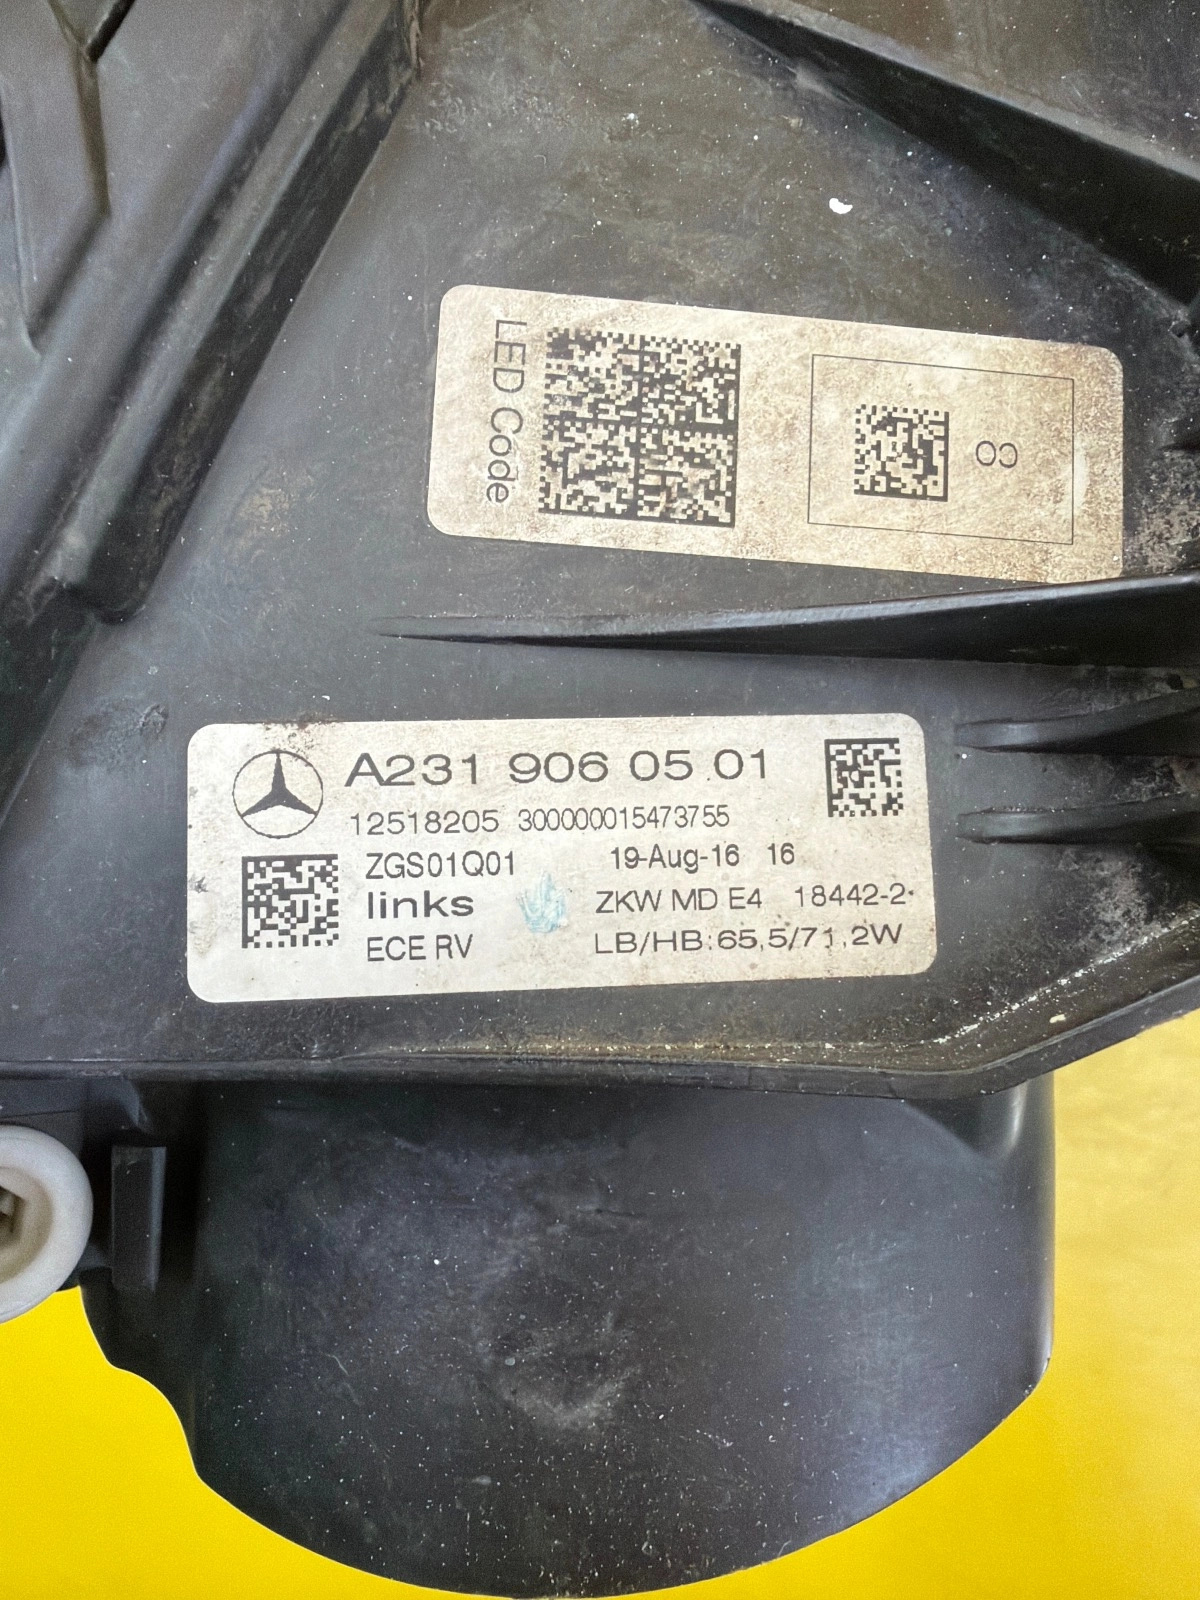 LED Code
CO
A231 906 05 01
12518205 300000015473755
ZGS01Q01 19-Aug-16 16
links ZKW MD E4 18442-2
ECE RV LB/HB:65,5/71,2W